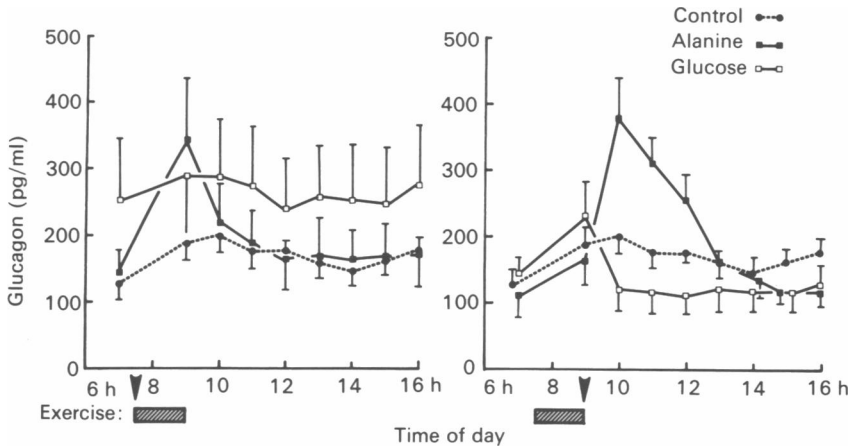 Control
Alanine
Glucose
500
400
300
200
100
0
Glucagon (pg/ml)
6 h 8 10 12 14 16 h
500
400
300
200
100
0
6 h 8 10 12 14 16 h
Exercise:
Time of day